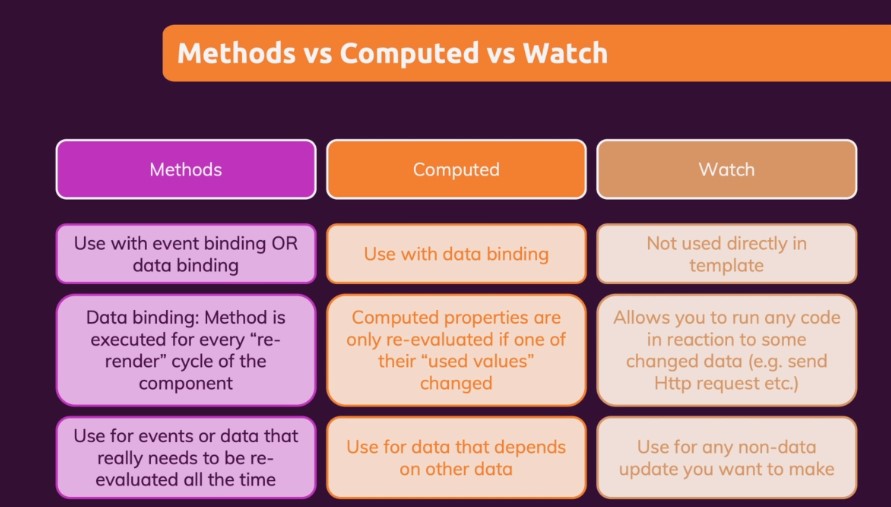 Methods vs Computed vs Watch
Methods
Computed
Watch
Use with event binding OR
data binding
Use with data binding
Not used directly in
template
Data binding: Method is
executed for every “re-
render” cycle of the
component
Computed properties are
only re-evaluated if one of
their “used values”
changed
Allows you to run any code
in reaction to some
changed data (e.g. send
Http request etc.)
Use for events or data that
really needs to be re-
evaluated all the time
Use for data that depends
on other data
Use for any non-data
update you want to make